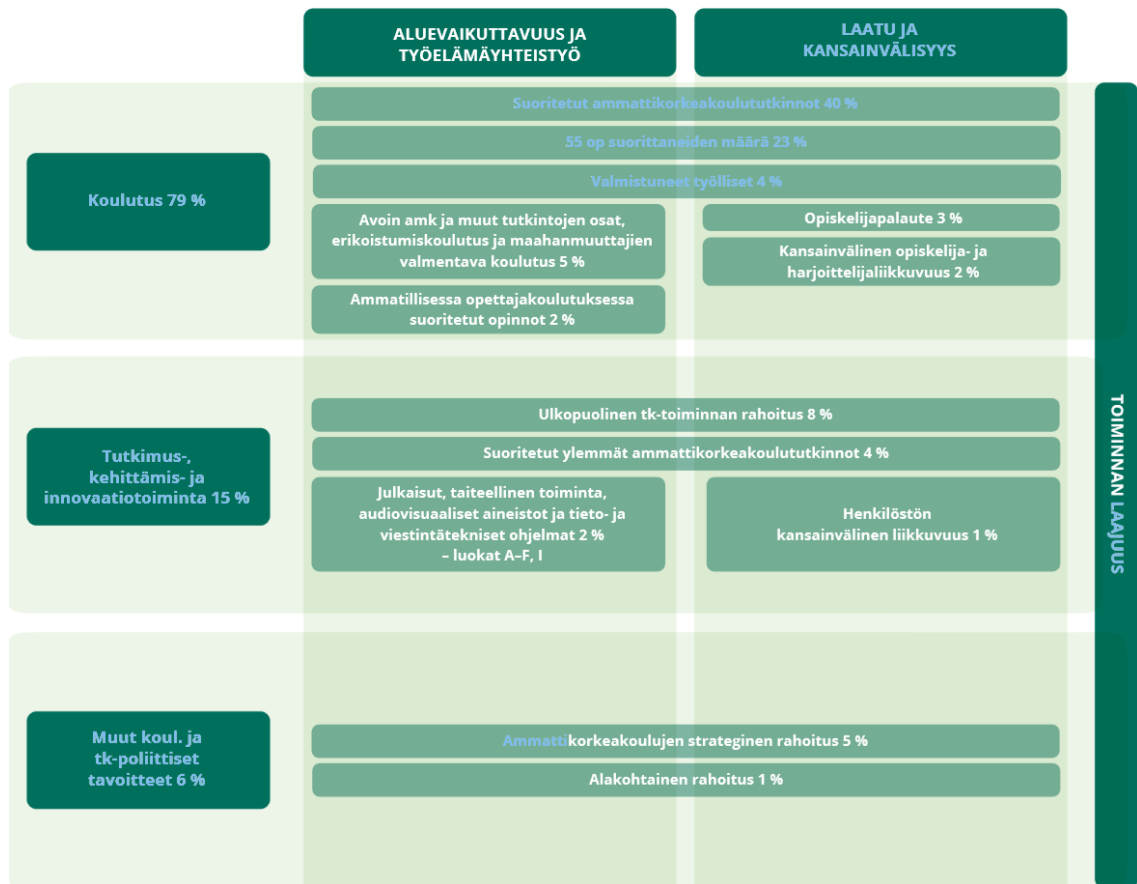 ALUEVAIKUTTAVUUS JA
TYÖELÄMÄYHTEISTYÖ
LAATU JA
KANSAINVÄLISYYS
Koulutus 79 %
Suoritetut ammattikorkeakoulututkinnot 40 %
55 op suorittaneiden määrä 23 %
Valmistuneet työlliset 4 %
Avoin amk ja muut tutkintojen osat,
erikoistumiskoulutus ja maahanmuuttajien
valmentava koulutus 5 %
Ammatillisessa opettajakoulutuksessa
suoritetut opinnot 2 %
Opiskelijapalaute 3 %
Kansainvälinen opiskelija- ja
harjoittelijaliikkuvuus 2 %
Tutkimus-,
kehittämis- ja
innovaatiotoiminta 15 %
Ulkopuolinen tk-toiminnan rahoitus 8 %
Suoritetut ylemmät ammattikorkeakoulututkinnot 4 %
Julkaisut, taiteellinen toiminta,
audiovisuaaliset aineistot ja tieto- ja
viestintätekniset ohjelmat 2 %
– luokat A–F, I
Henkilöstön
kansainvälinen liikkuvuus 1 %
Muut koul. ja
tk-poliittiset
tavoitteet 6 %
Ammattikorkeakoulujen strateginen rahoitus 5 %
Alakohtainen rahoitus 1 %
TOIMINNAN LAAJUUS